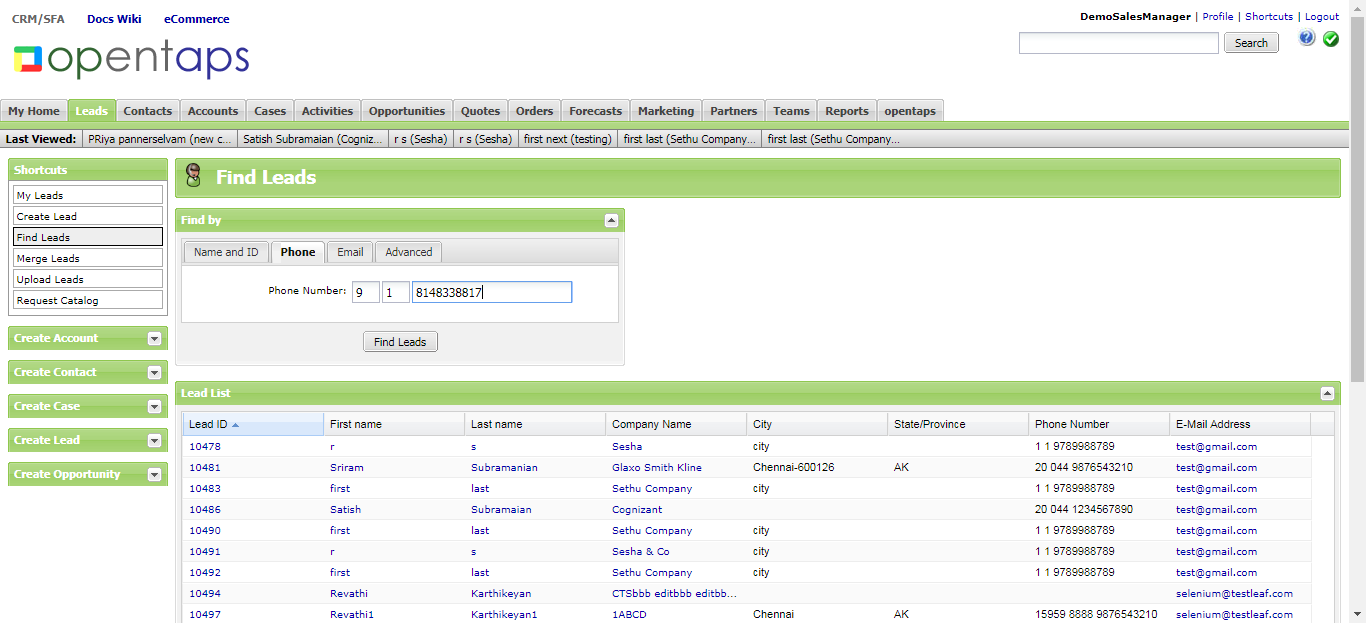 CRM/SFA Docs Wiki eCommerce
DemoSalesManager | Profile | Shortcuts | Logout
opentaps
Search
My Home Leads Contacts Accounts Cases Activities Opportunities Quotes Orders Forecasts Marketing Partners Teams Reports opentaps
Last Viewed: PRiya pannerselvam (new c... Satish Subramaian (Cogniz... r s (Sesha) r s (Sesha) first next (testing) first last (Sethu Company... first last (Sethu Company...
Shortcuts
My Leads
Create Lead
Find Leads
Merge Leads
Upload Leads
Request Catalog
Create Account
Create Contact
Create Case
Create Lead
Create Opportunity
Find Leads
Find by
Name and ID Phone Email Advanced
Phone Number: 9 1 8148338817
Find Leads
Lead List
Lead ID First name Last name Company Name City State/Province Phone Number E-Mail Address
10478 r s Sesha city 1 1 9789988789 test@gmail.com
10481 Sriram Subramanian Glaxo Smith Kline Chennai-600126 AK 20 044 9876543210 test@gmail.com
10483 first last Sethu Company city 1 1 9789988789 test@gmail.com
10486 Satish Subramaian Cognizant 20 044 1234567890 test@gmail.com
10490 first last Sethu Company city 1 1 9789988789 test@gmail.com
10491 r s Sesha & Co city 1 1 9789988789 test@gmail.com
10492 first last Sethu Company city 1 1 9789988789 test@gmail.com
10494 Revathi Karthikeyan CTSbbb editbbb editbb... selenium@testleaf.com
10497 Revathi1 Karthikeyan1 1ABCD Chennai AK 15959 8888 9876543210 selenium@testleaf.com